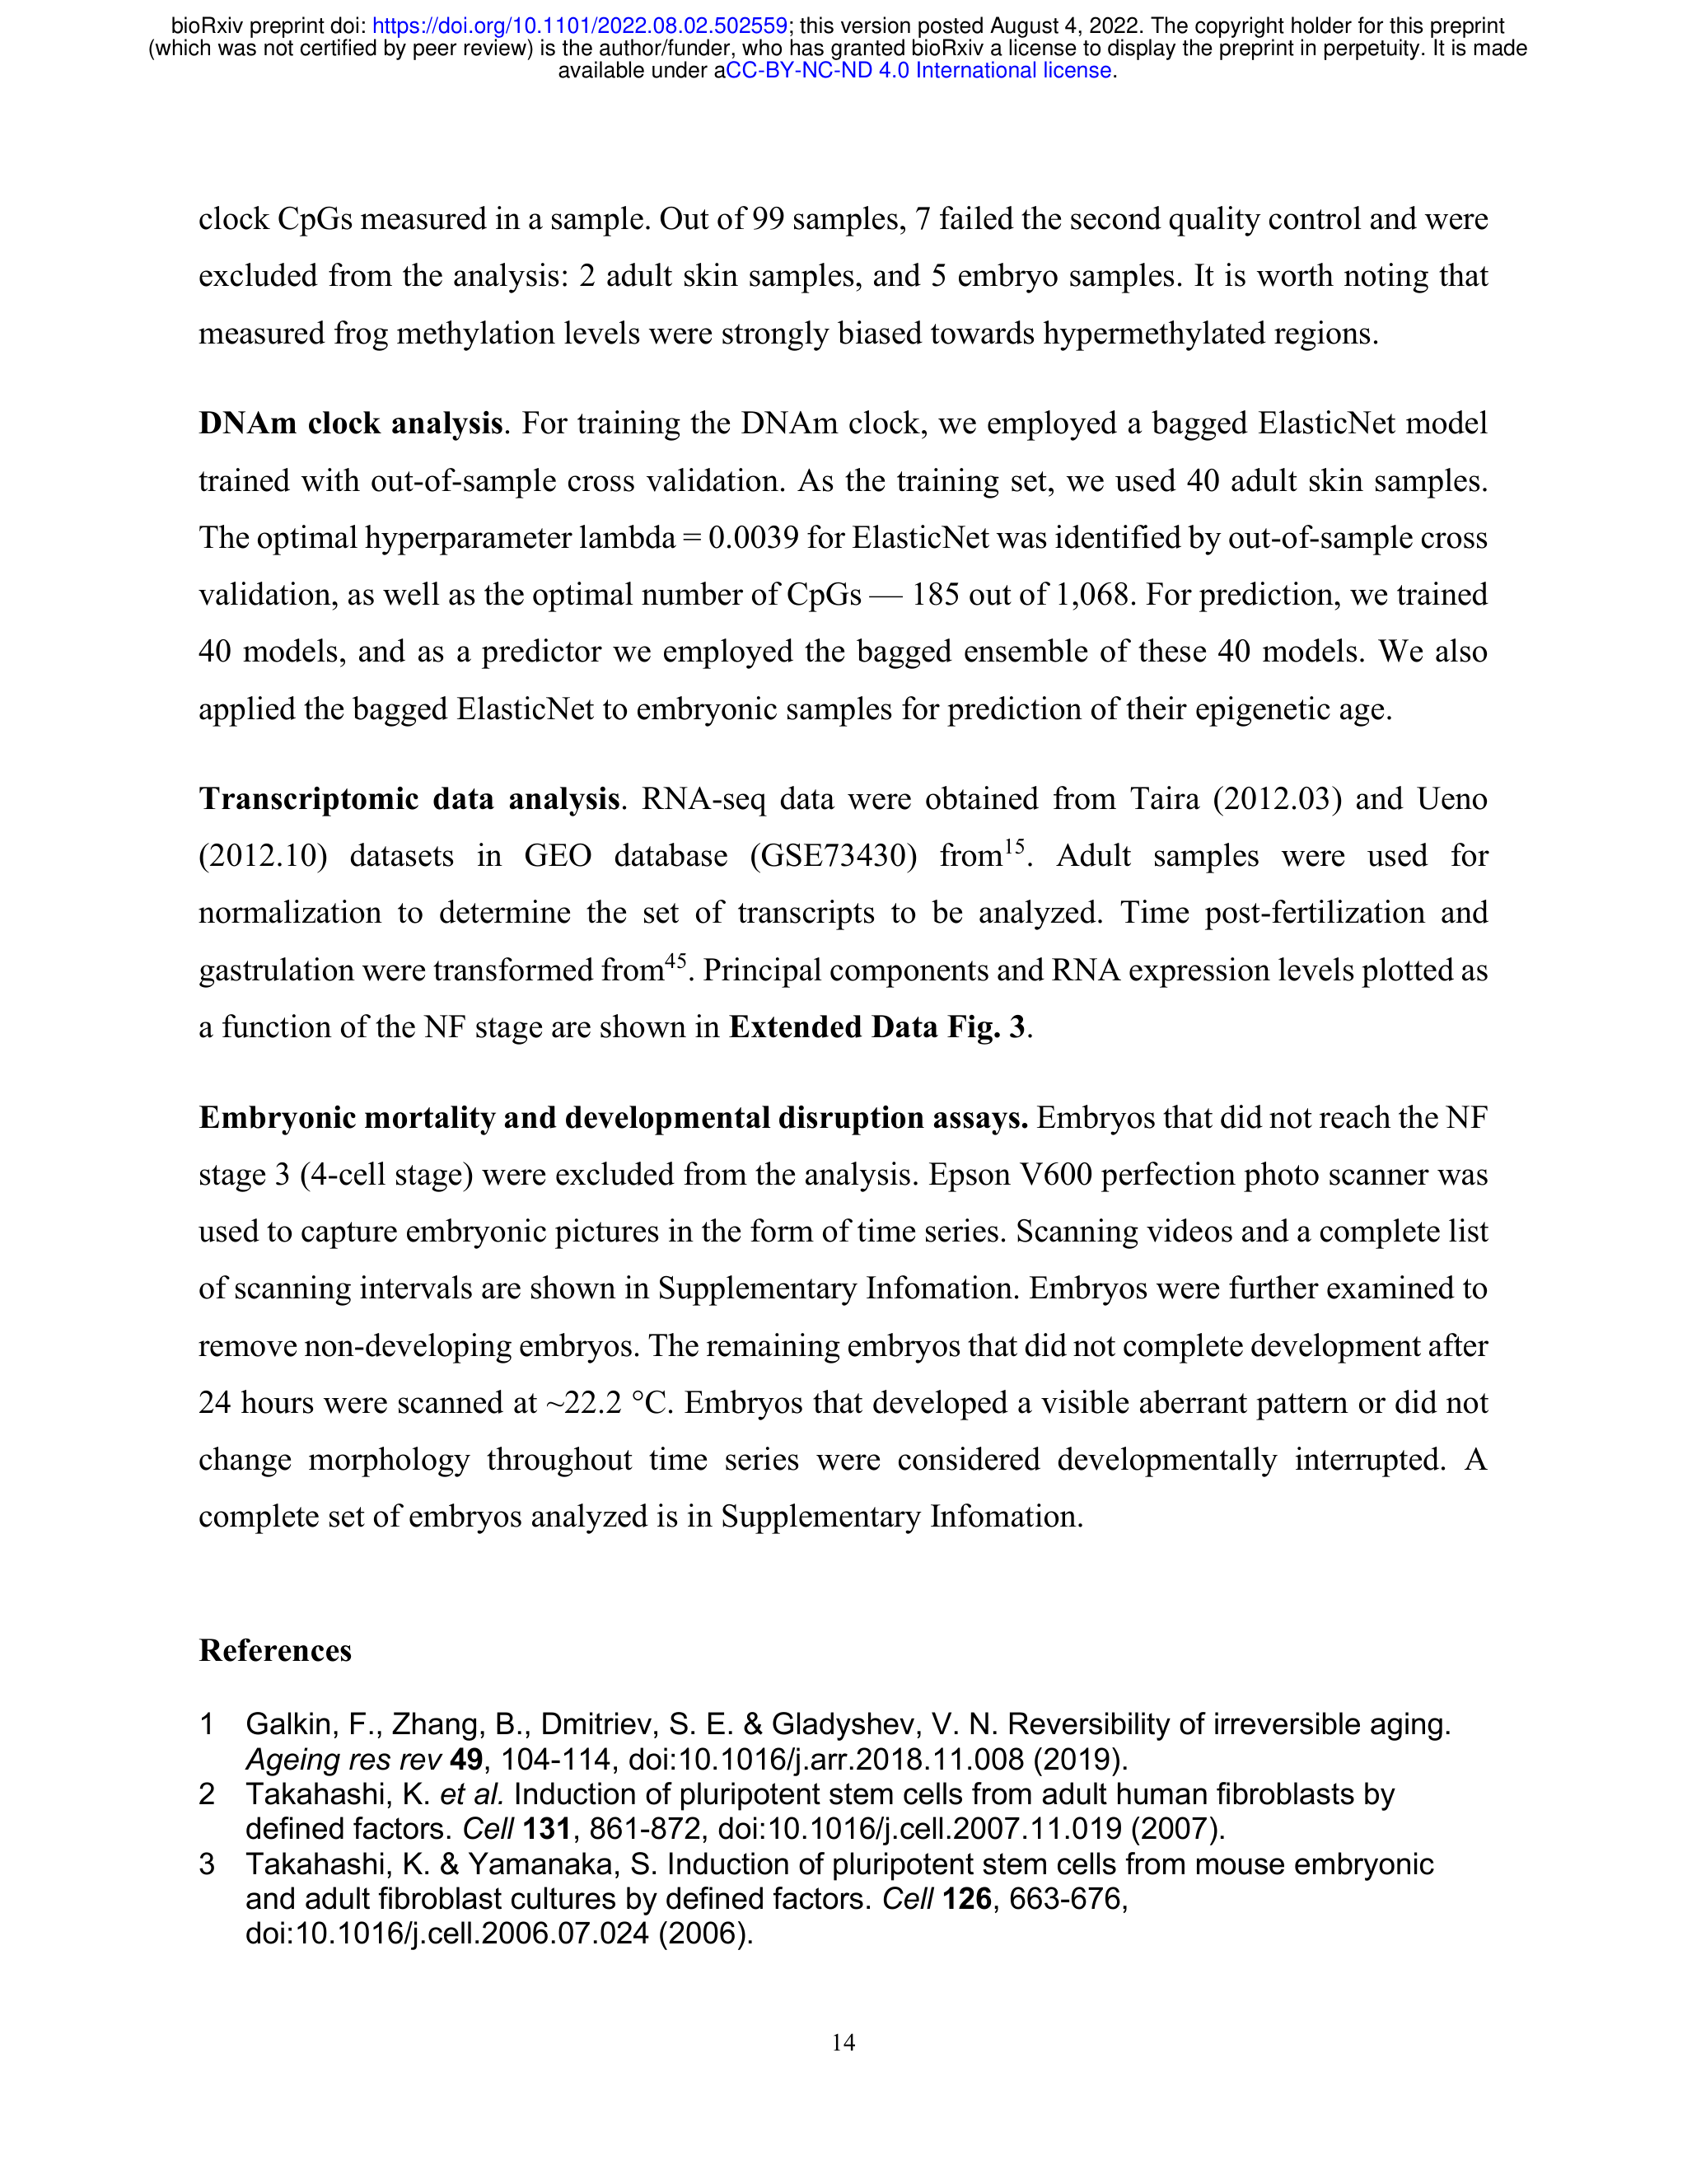 bioRxiv preprint doi: https://doi.org/10.1101/2022.08.02.502559; this version posted August 4, 2022. The copyright holder for this preprint
(which was not certified by peer review) is the author/funder, who has granted bioRxiv a license to display the preprint in perpetuity. It is made
available under aCC-BY-NC-ND 4.0 International license.
clock CpGs measured in a sample. Out of 99 samples, 7 failed the second quality control and were
excluded from the analysis: 2 adult skin samples, and 5 embryo samples. It is worth noting that
measured frog methylation levels were strongly biased towards hypermethylated regions.
DNAm clock analysis. For training the DNAm clock, we employed a bagged ElasticNet model
trained with out-of-sample cross validation. As the training set, we used 40 adult skin samples.
The optimal hyperparameter lambda = 0.0039 for ElasticNet was identified by out-of-sample cross
validation, as well as the optimal number of CpGs — 185 out of 1,068. For prediction, we trained
40 models, and as a predictor we employed the bagged ensemble of these 40 models. We also
applied the bagged ElasticNet to embryonic samples for prediction of their epigenetic age.
Transcriptomic data analysis. RNA-seq data were obtained from Taira (2012.03) and Ueno
(2012.10) datasets in GEO database (GSE73430) from15. Adult samples were used for
normalization to determine the set of transcripts to be analyzed. Time post-fertilization and
gastrulation were transformed from45. Principal components and RNA expression levels plotted as
a function of the NF stage are shown in Extended Data Fig. 3.
Embryonic mortality and developmental disruption assays. Embryos that did not reach the NF
stage 3 (4-cell stage) were excluded from the analysis. Epson V600 perfection photo scanner was
used to capture embryonic pictures in the form of time series. Scanning videos and a complete list
of scanning intervals are shown in Supplementary Infomation. Embryos were further examined to
remove non-developing embryos. The remaining embryos that did not complete development after
24 hours were scanned at ~22.2 °C. Embryos that developed a visible aberrant pattern or did not
change morphology throughout time series were considered developmentally interrupted. A
complete set of embryos analyzed is in Supplementary Infomation.
References
1 Galkin, F., Zhang, B., Dmitriev, S. E. & Gladyshev, V. N. Reversibility of irreversible aging.
Ageing res rev 49, 104-114, doi:10.1016/j.arr.2018.11.008 (2019).
2 Takahashi, K. et al. Induction of pluripotent stem cells from adult human fibroblasts by
defined factors. Cell 131, 861-872, doi:10.1016/j.cell.2007.11.019 (2007).
3 Takahashi, K. & Yamanaka, S. Induction of pluripotent stem cells from mouse embryonic
and adult fibroblast cultures by defined factors. Cell 126, 663-676,
doi:10.1016/j.cell.2006.07.024 (2006).
14